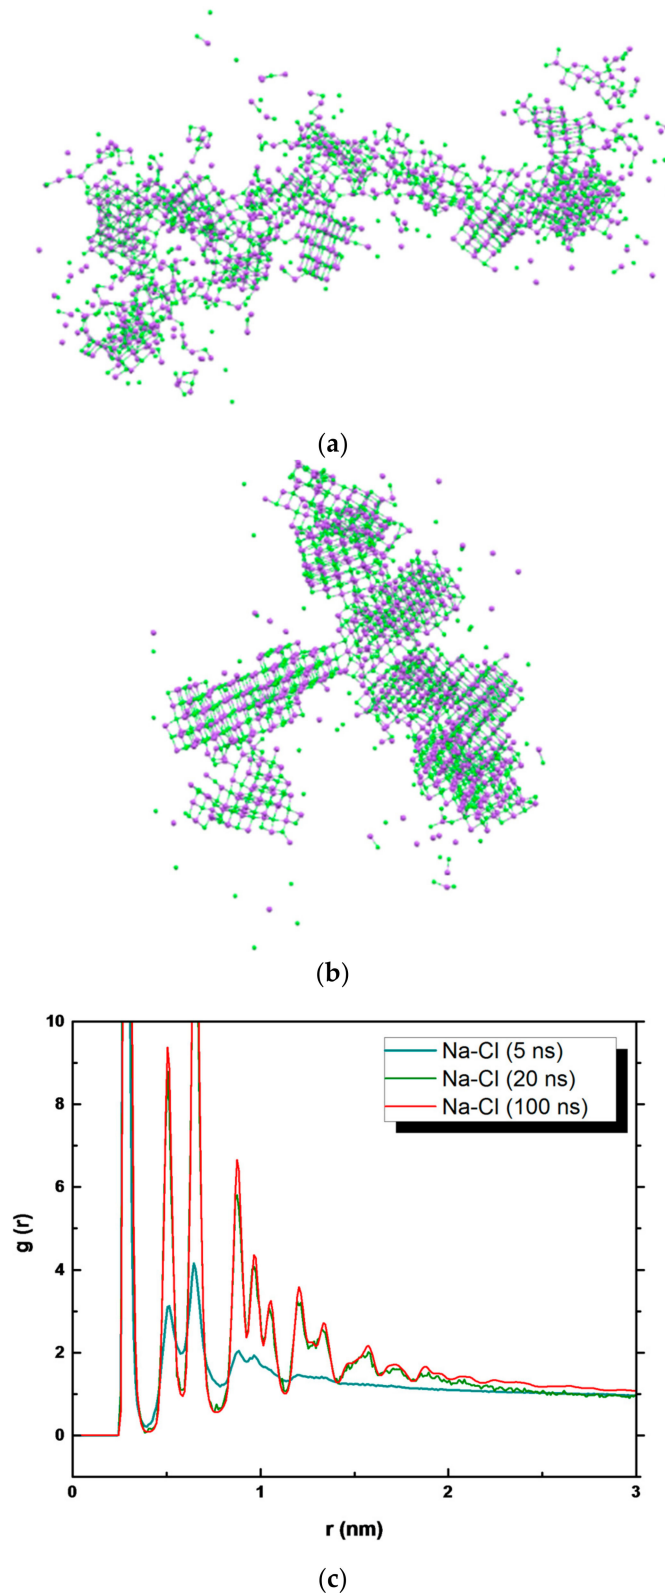 (a)
(b)
10
8
6
4
2
0
g (r)
Na-Cl (5 ns)
Na-Cl (20 ns)
Na-Cl (100 ns)
0 1 2 3
r (nm)
(c)